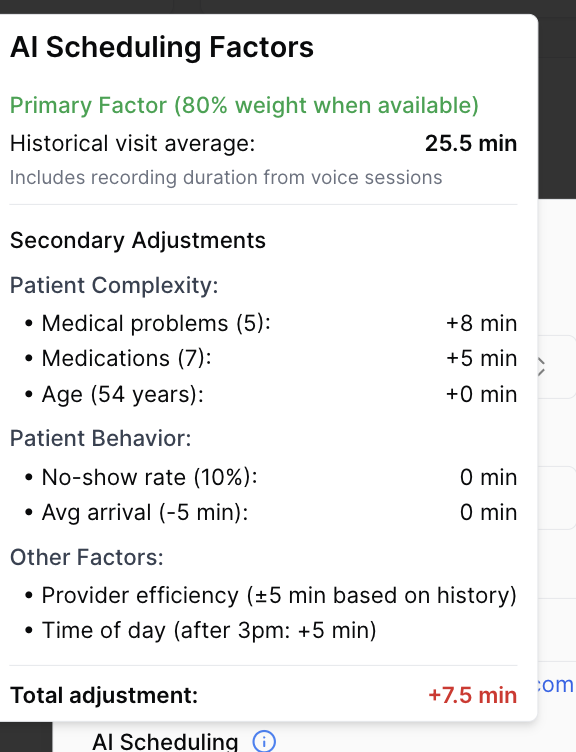 AI Scheduling Factors
Primary Factor (80% weight when available)
Historical visit average: 25.5 min
Includes recording duration from voice sessions
Secondary Adjustments
Patient Complexity:
• Medical problems (5): +8 min
• Medications (7): +5 min
• Age (54 years): +0 min
Patient Behavior:
• No-show rate (10%): 0 min
• Avg arrival (-5 min): 0 min
Other Factors:
• Provider efficiency (±5 min based on history)
• Time of day (after 3pm: +5 min)
Total adjustment: +7.5 min
com
AI Scheduling